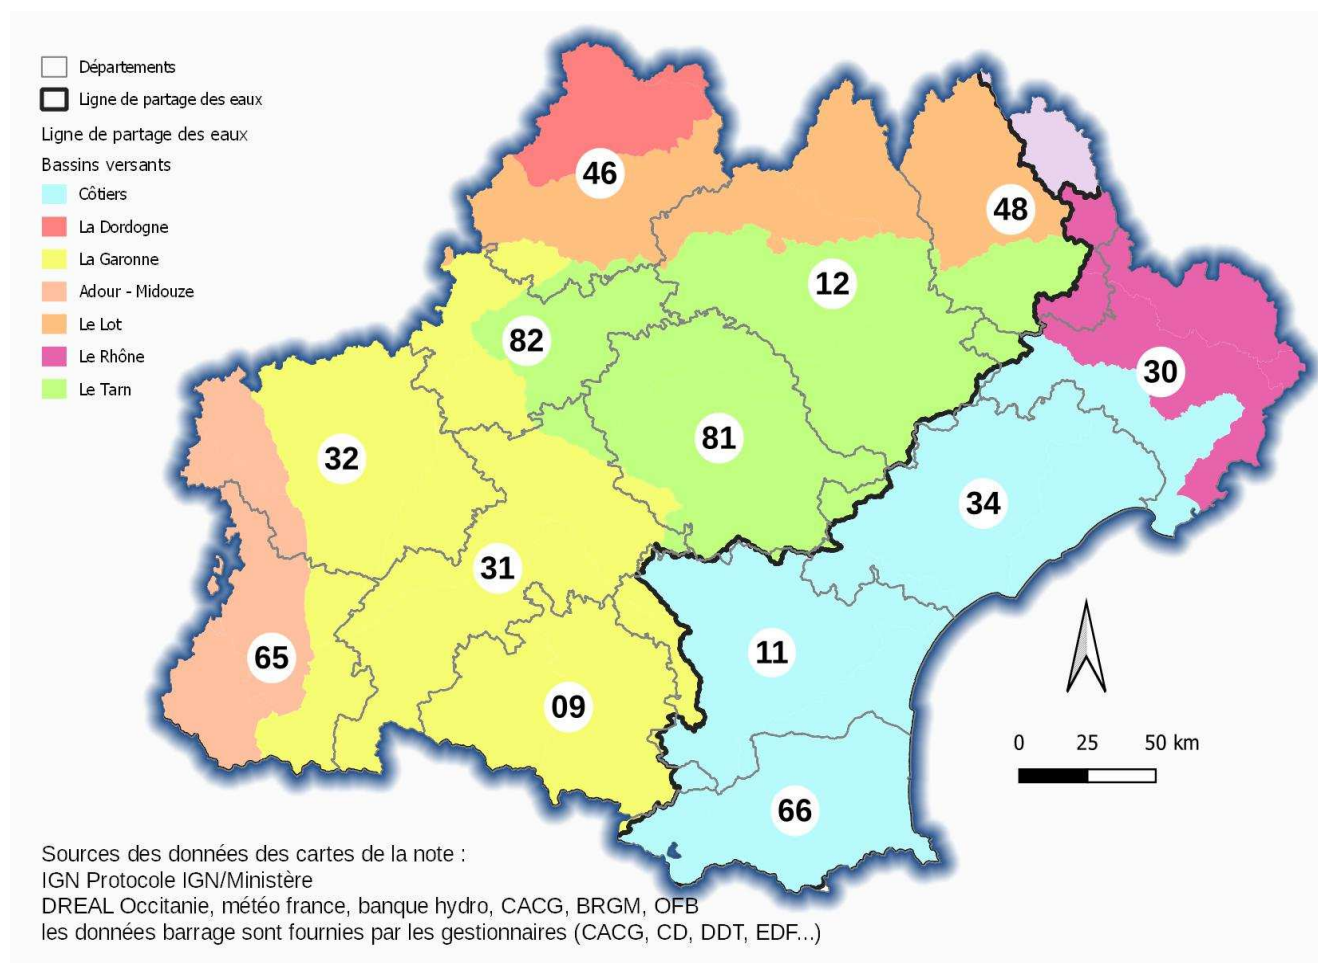 Départements
Ligne de partage des eaux
Ligne de partage des eaux
Bassins versants
Côtiers
La Dordogne
La Garonne
Adour - Midouze
Le Lot
Le Rhône
Le Tarn
46
48
12
82
30
81
32
34
31
11
65
09
66
0 25 50 km
Sources des données des cartes de la note :
IGN Protocole IGN/Ministère
DREAL Occitanie, météo france, banque hydro, CACG, BRGM, OFB
les données barrage sont fournies par les gestionnaires (CACG, CD, DDT, EDF...)